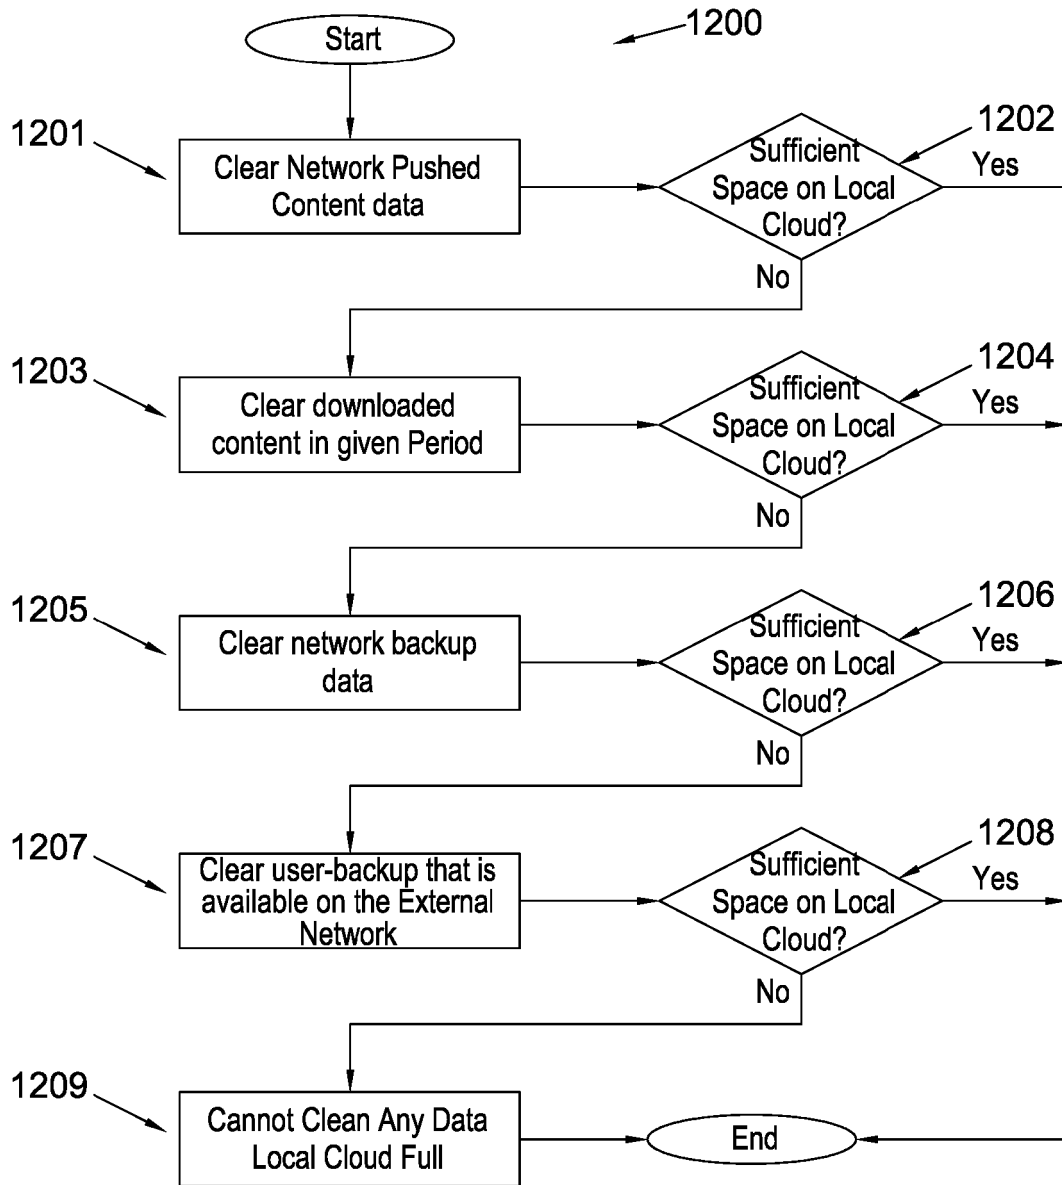 Start
1200
1201
Clear Network Pushed
Content data
1202
Sufficient
Space on Local
Cloud?
Yes
No
1203
Clear downloaded
content in given Period
1204
Sufficient
Space on Local
Cloud?
Yes
No
1205
Clear network backup
data
1206
Sufficient
Space on Local
Cloud?
Yes
No
1207
Clear user-backup that is
available on the External
Network
1208
Sufficient
Space on Local
Cloud?
Yes
No
1209
Cannot Clean Any Data
Local Cloud Full
End